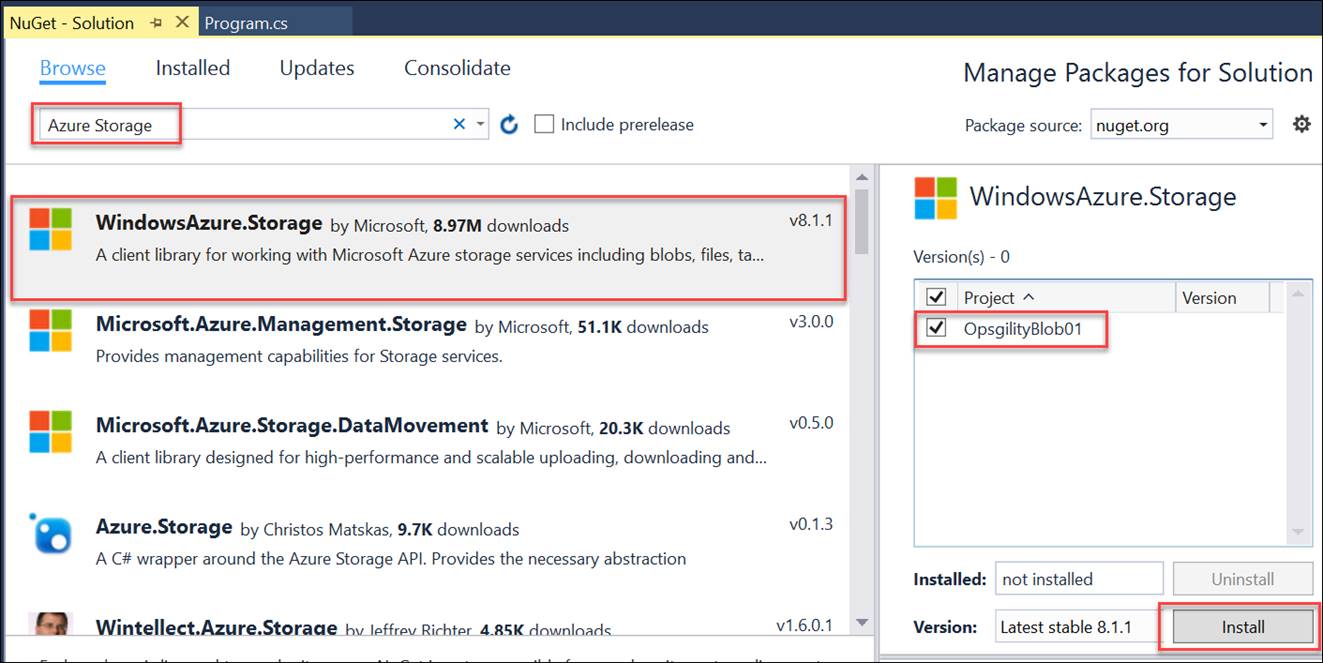 NuGet - Solution
Program.cs
Browse
Installed
Updates
Consolidate
Manage Packages for Solution
Azure Storage
Include prerelease
Package source: nuget.org
WindowsAzure.Storage by Microsoft, 8.97M downloads
v8.1.1
A client library for working with Microsoft Azure storage services including blobs, files, ta...
Microsoft.Azure.Management.Storage by Microsoft, 51.1K downloads
v3.0.0
Provides management capabilities for Storage services.
Microsoft.Azure.Storage.DataMovement by Microsoft, 20.3K downloads
v0.5.0
A client library designed for high-performance and scalable uploading, downloading and...
Azure.Storage by Christos Matskas, 9.7K downloads
v0.1.3
A C# wrapper around the Azure Storage API. Provides the necessary abstraction
Wintellect.Azure.Storage by Jeffrey Richter, 4.85K downloads
v1.6.0.1
WindowsAzure.Storage
Version(s) - 0
Project
Version
OpsgilityBlob01
Installed: not installed
Uninstall
Version: Latest stable 8.1.1
Install